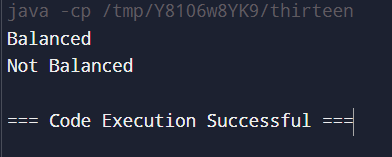 java -cp /tmp/Y8106w8YK9/thirteen
Balanced
Not Balanced
=== Code Execution Successful ===